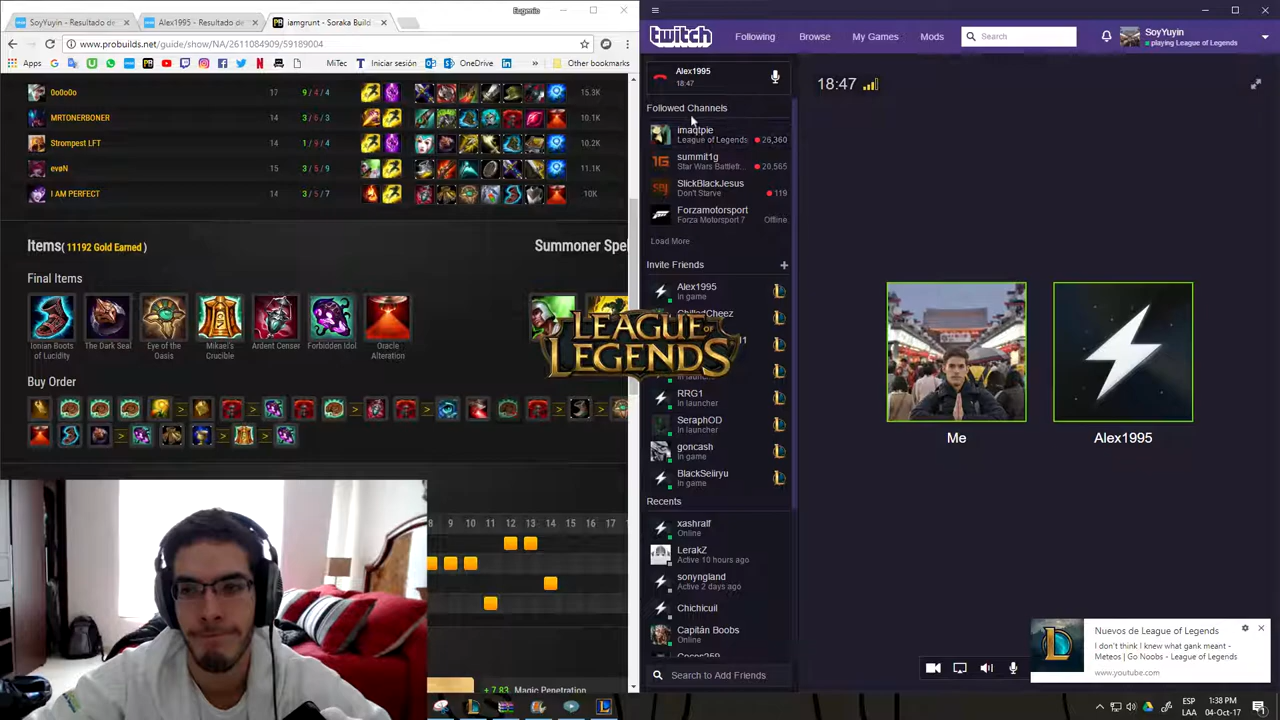 Eugenio
SoyYuyin - Resultado de
Alex1995 - Resultado de
iamgrunt - Soraka Build
www.probuilds.net/guide/show/NA/2611084909/59189004
Apps
MiTec
Insights
OneDrive
Other bookmarks
0o0o0o 17 9 / 4 / 4 15.3K
MRTONERBONER 14 3 / 6 / 3 10.1K
Strompest LFT 14 1 / 9 / 4 10.2K
evøN 15 3 / 5 / 9 11.1K
I AM PERFECT 14 3 / 5 / 7 10K
Items( 11192 Gold Earned )
Summoner Spel
Final Items
Ionian Boots of Lucidity
The Dark Seal
Eye of the Oasis
Mikael's Crucible
Ardent Censer
Forbidden Idol
Oracle Alteration
Buy Order
8 9 10 11 12 13 14 15 16 17
+ 7.83 Magic Penetration
LEAGUE OF LEGENDS
twitch
Following
Browse
My Games
Mods
Search
SoyYuyin
playing League of Legends
Alex1995
18:47
18:47
Followed Channels
imaqtpie
League of Legends 26,360
summit1g
Star Wars Battlefr... 20,565
SlickBlackJesus
Don't Starve 119
Forzamotorsport
Forza Motorsport 7 Offline
Load More
Invite Friends
Alex1995
In game
ChilledCheez
RRG1
In launcher
SeraphOD
In launcher
goncash
In game
BlackSeiiryu
In game
Recents
xashralf
Online
LerakZ
Active 10 hours ago
sonyngland
Active 2 days ago
Chichicuil
Capitán Boobs
Online
Search to Add Friends
Me
Alex1995
Nuevos de League of Legends
I don't think I knew what gank meant -
Meteos | Go Noobs - League of Legends
www.youtube.com
ESP
LAA
1:38 PM
04-Oct-17